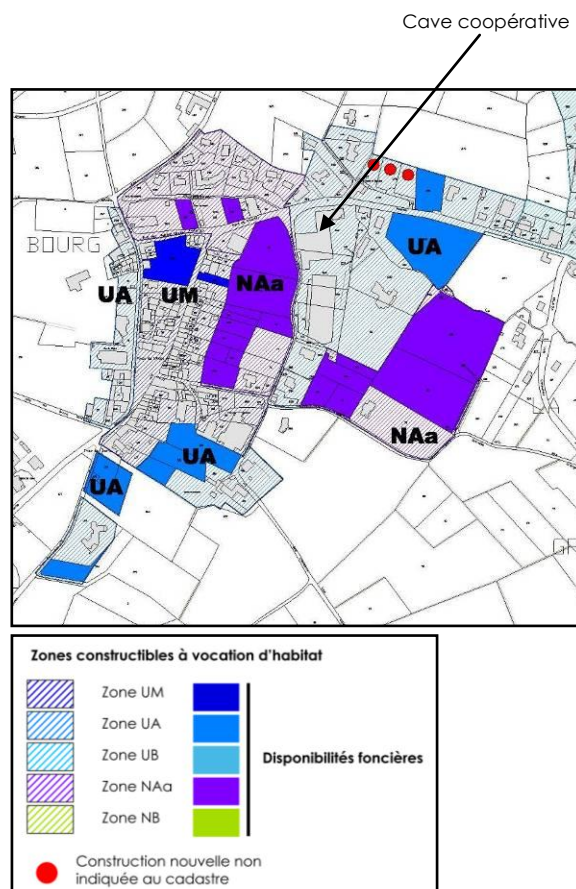 Cave coopérative
BOURG
UA
UA
UM
NAa
NAa
UA
UA
Zones constructibles à vocation d'habitat
Zone UM
Zone UA
Zone UB
Disponibilités foncières
Zone NAa
Zone NB
Construction nouvelle non
indiquée au cadastre